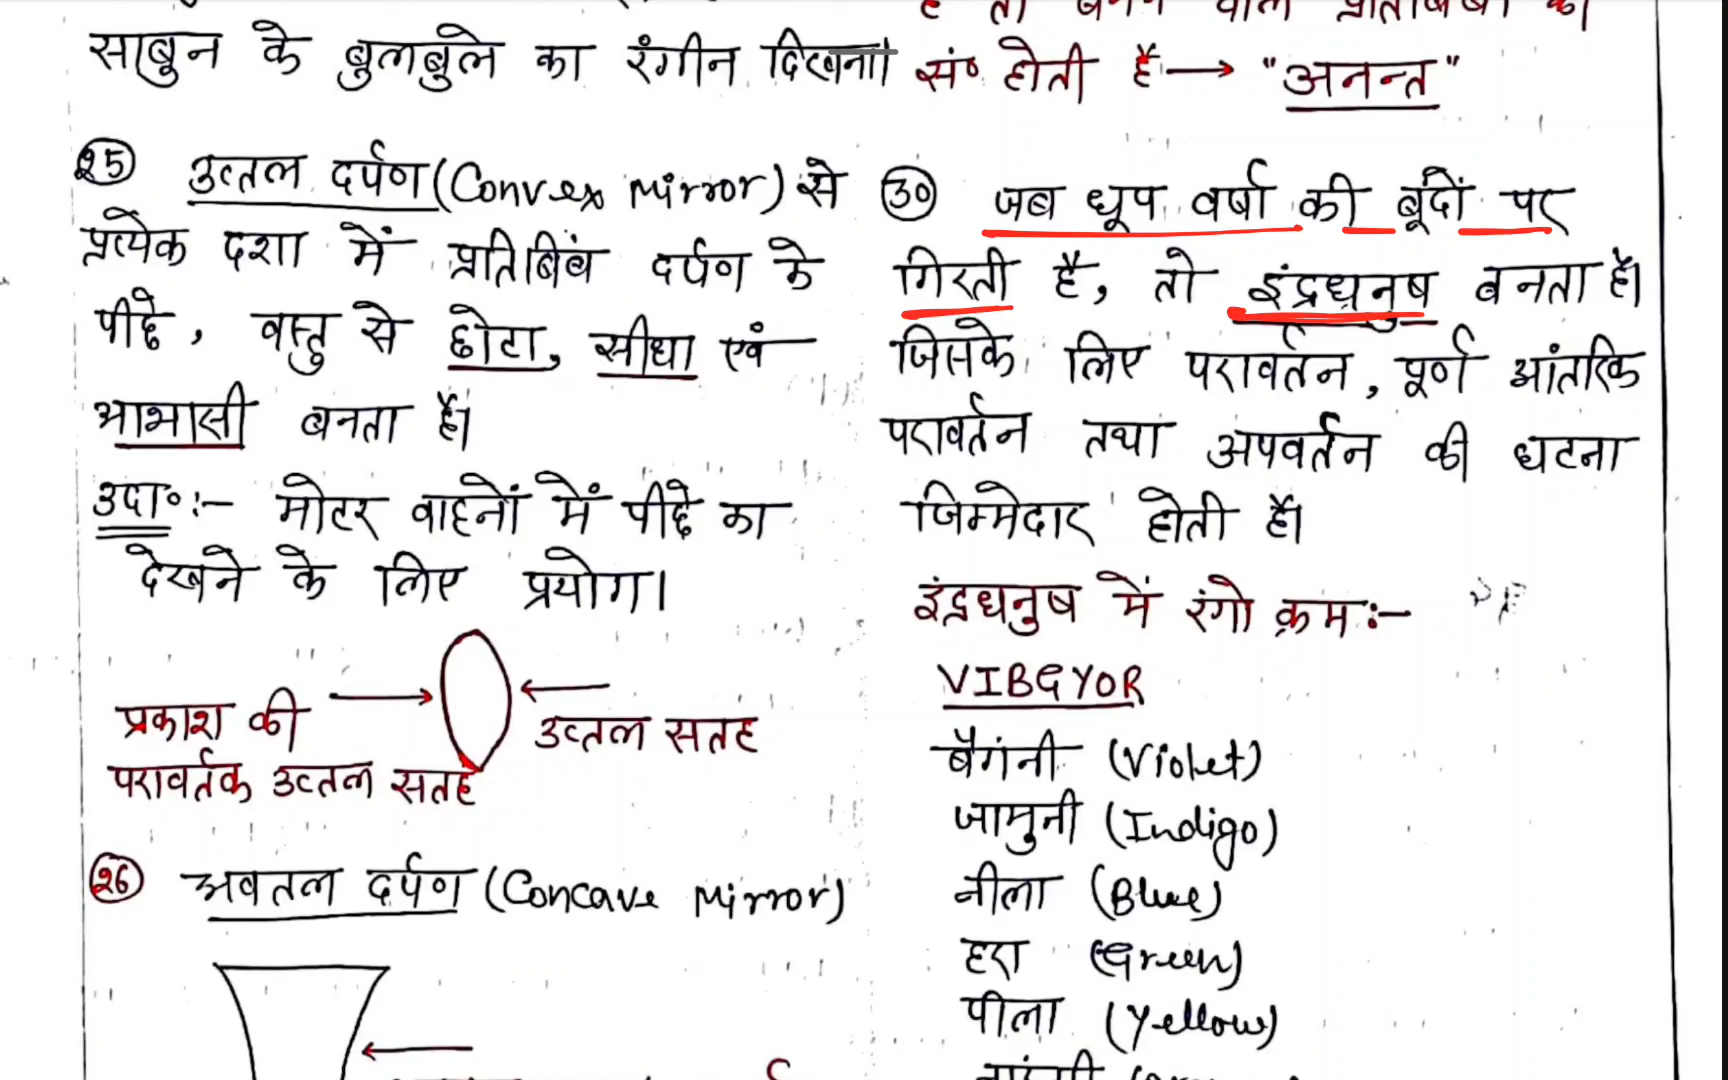 साबुन के बुलबुले का रंगीन दिखना।
25 उत्तल दर्पण (Convex Mirror) से
प्रत्येक दशा में प्रतिबिंब दर्पण के
पीछे, वस्तु से छोटा, सीधा एवं
आभासी बनता है।
उदा०:- मोटर वाहनों में पीछे का
देखने के लिए प्रयोग।
प्रकाश की
परावर्तक उत्तल सतह
उत्तल सतह
26 अवतल दर्पण (Concave Mirror)
सं० होती है → "अनन्त"
30 जब धूप वर्षा की बूंदों पर
गिरती है, तो इंद्रधनुष बनता है।
जिसके लिए परावर्तन, पूर्ण आंतरिक
परावर्तन तथा अपवर्तन की घटना
जिम्मेदार होती है।
इंद्रधनुष में रंगो क्रम:-
VIBGYOR
बैगंनी (Violet)
जामुनी (Indigo)
नीला (Blue)
हरा (Green)
पीला (Yellow)